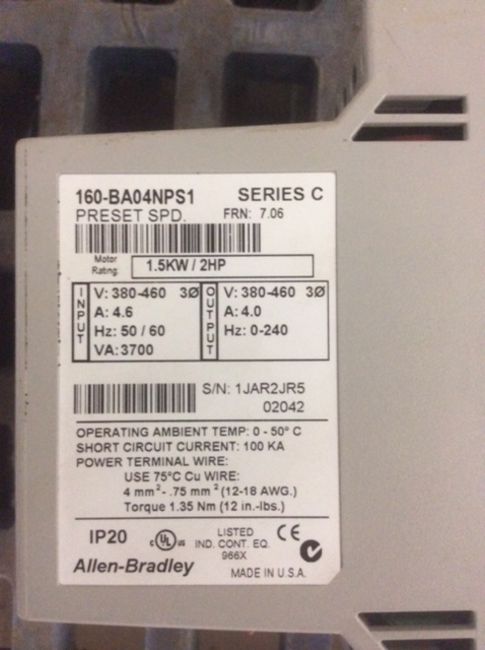 160-BA04NPS1 SERIES C
PRESET SPD. FRN: 7.06
Motor Rating: 1.5KW / 2HP
INPUT
V: 380-460 3Ø
A: 4.6
Hz: 50 / 60
VA: 3700
OUTPUT
V: 380-460 3Ø
A: 4.0
Hz: 0-240
S/N: 1JAR2JR5
02042
OPERATING AMBIENT TEMP: 0 - 50° C
SHORT CIRCUIT CURRENT: 100 KA
POWER TERMINAL WIRE:
USE 75°C Cu WIRE:
4 mm² - .75 mm² (12-18 AWG.)
Torque 1.35 Nm (12 in.-lbs.)
IP20 c UL us LISTED CE
IND. CONT. EQ.
966X
Allen-Bradley MADE IN U.S.A.